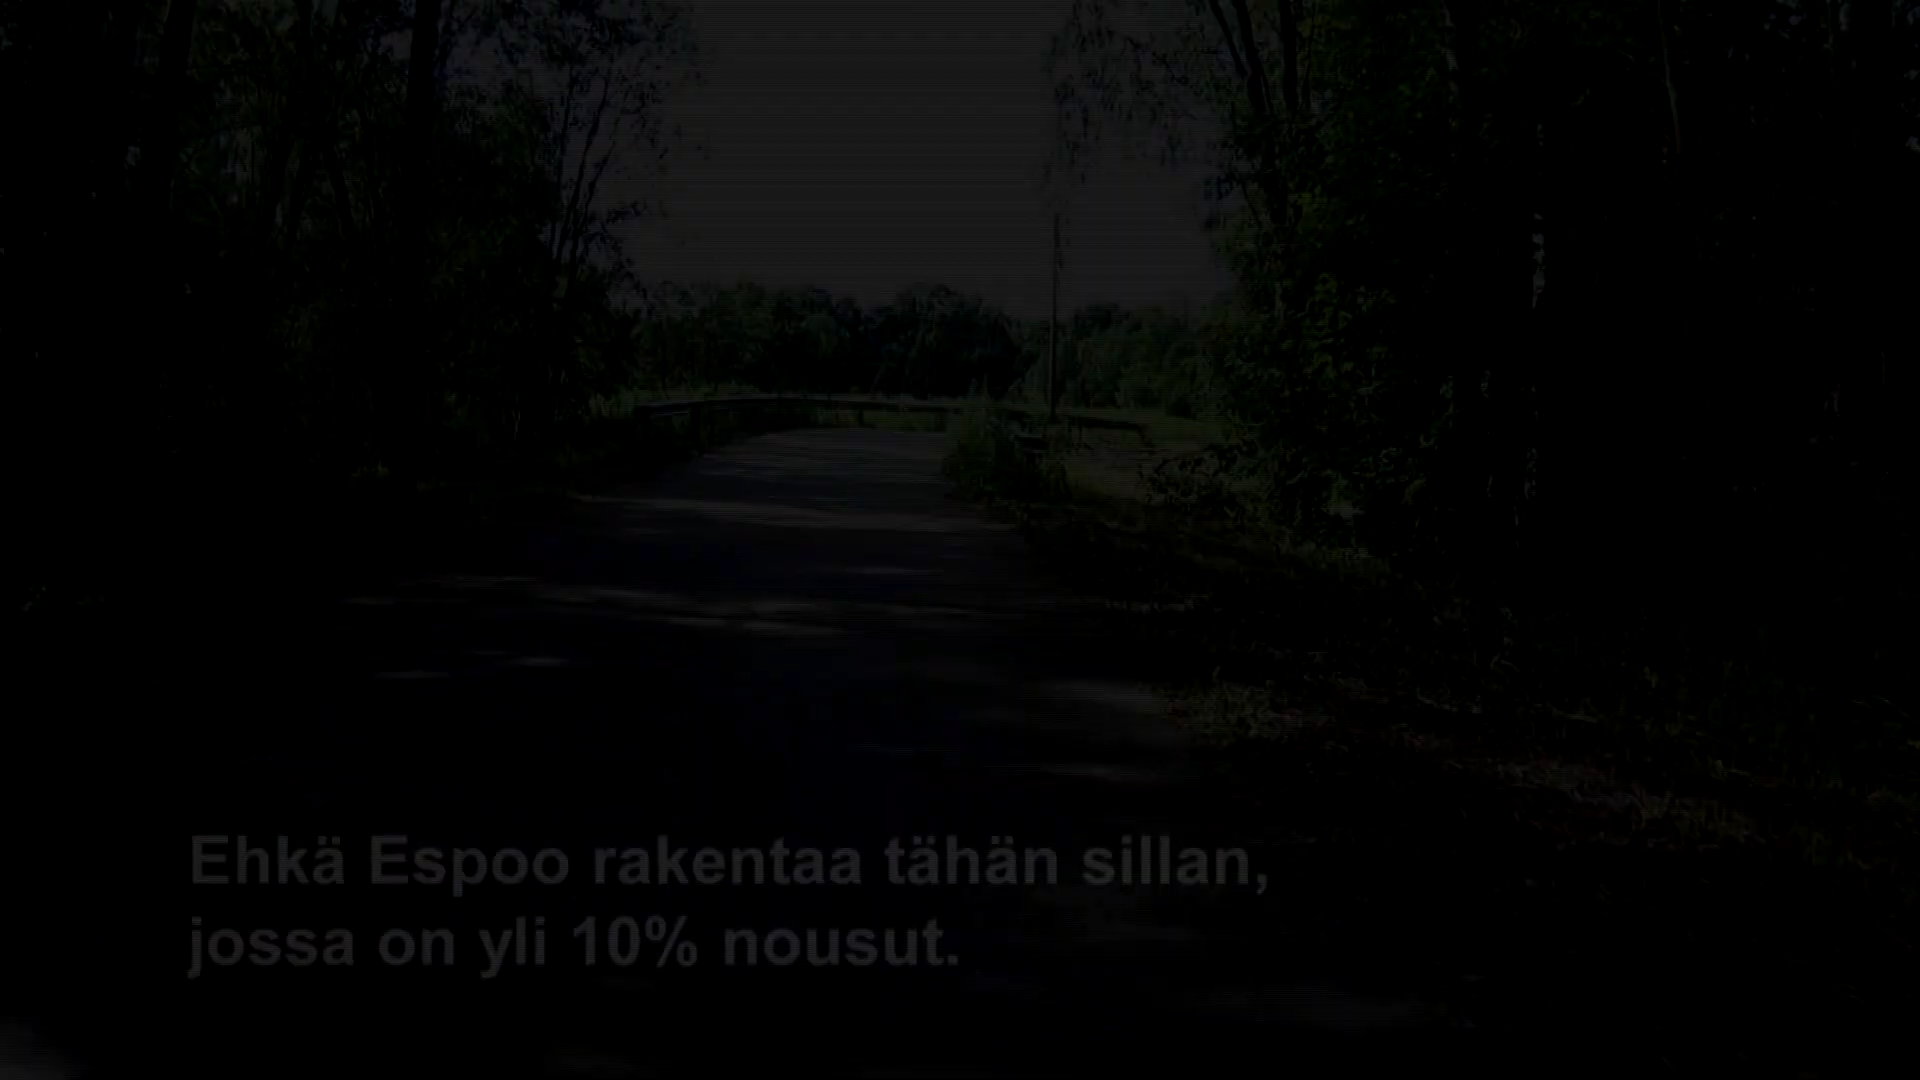 Ehkä Espoo rakentaa tähän sillan,
jossa on yli 10% nousut.